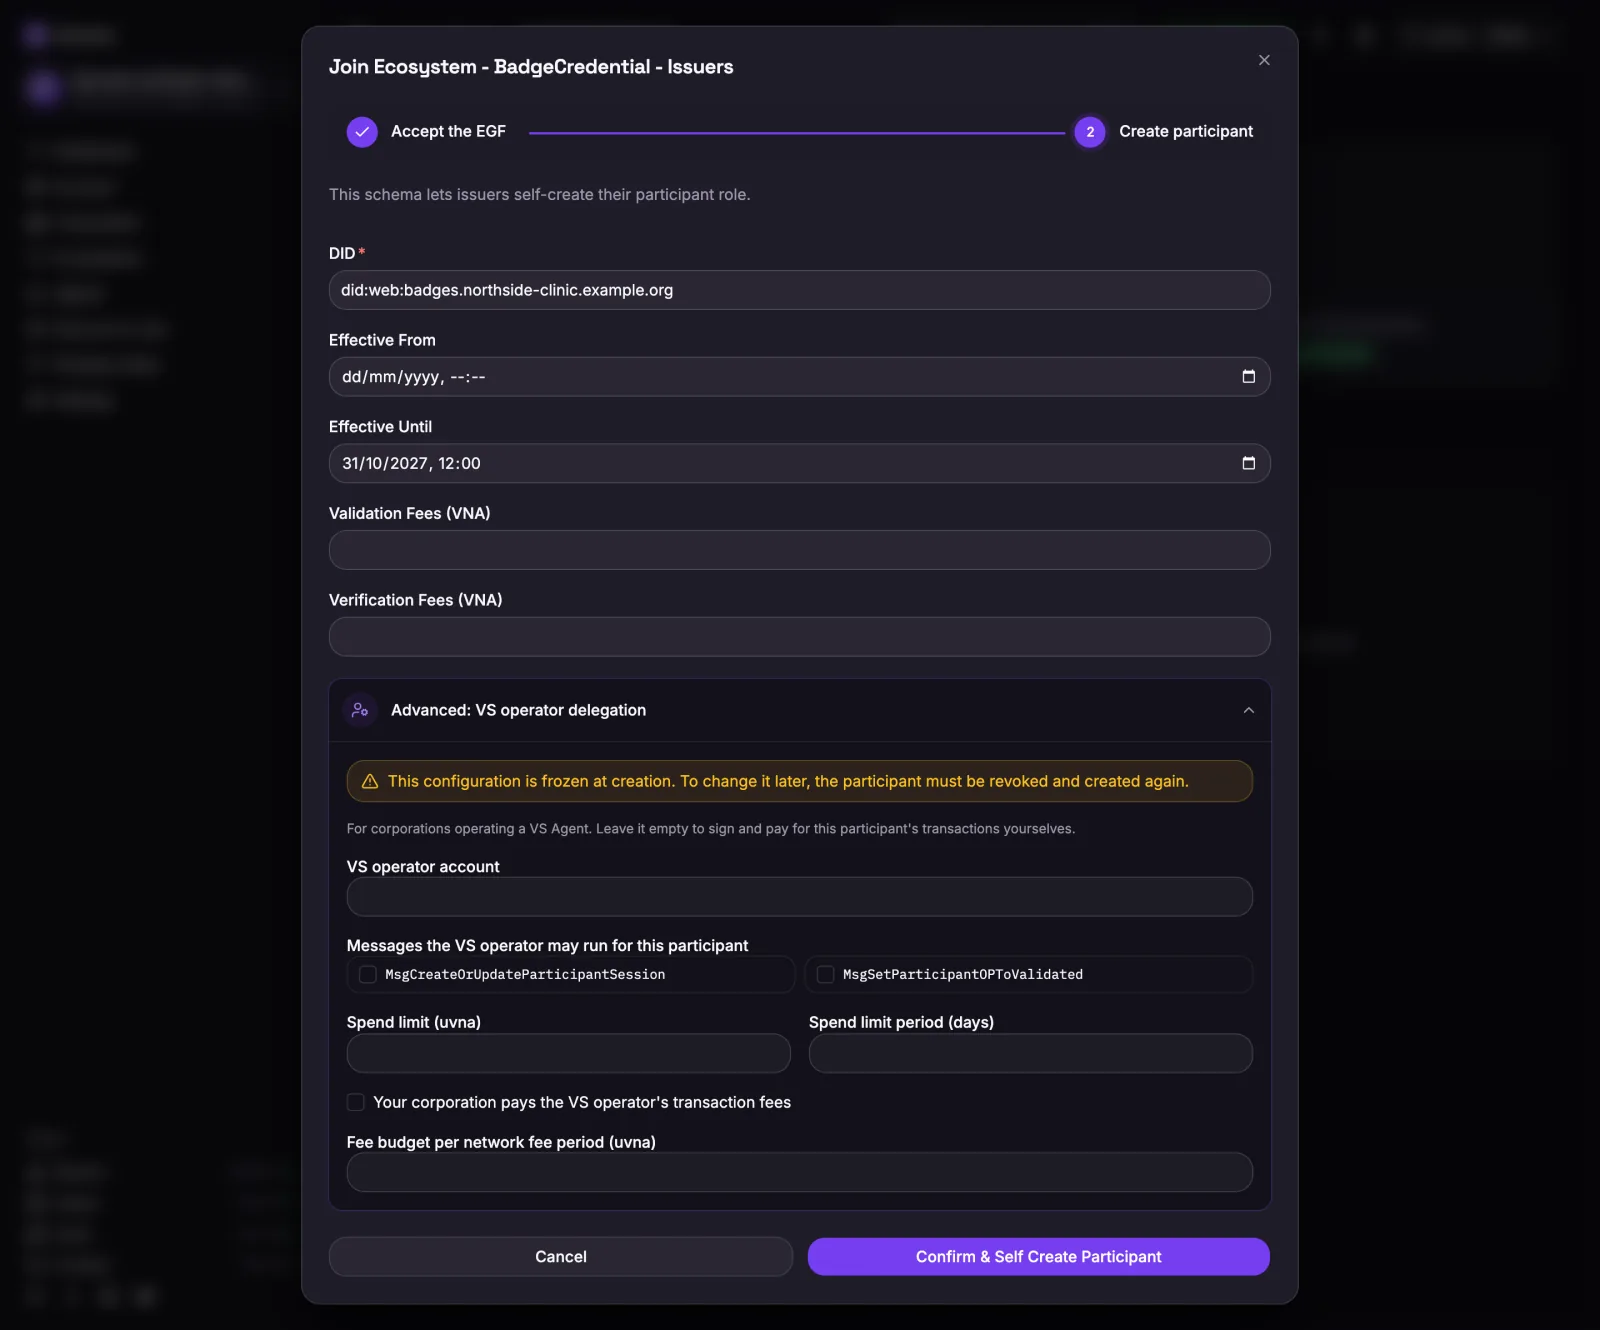 Join Ecosystem - BadgeCredential - Issuers
Accept the EGF
2
Create participant
This schema lets issuers self-create their participant role.
DID*
did:web:badges.northside-clinic.example.org
Effective From
dd/mm/yyyy, --:--
Effective Until
31/10/2027, 12:00
Validation Fees (VNA)
Verification Fees (VNA)
Advanced: VS operator delegation
This configuration is frozen at creation. To change it later, the participant must be revoked and created again.
For corporations operating a VS Agent. Leave it empty to sign and pay for this participant's transactions yourselves.
VS operator account
Messages the VS operator may run for this participant
MsgCreateOrUpdateParticipantSession
MsgSetParticipantOPToValidated
Spend limit (uvna)
Spend limit period (days)
Your corporation pays the VS operator's transaction fees
Fee budget per network fee period (uvna)
Cancel
Confirm & Self Create Participant